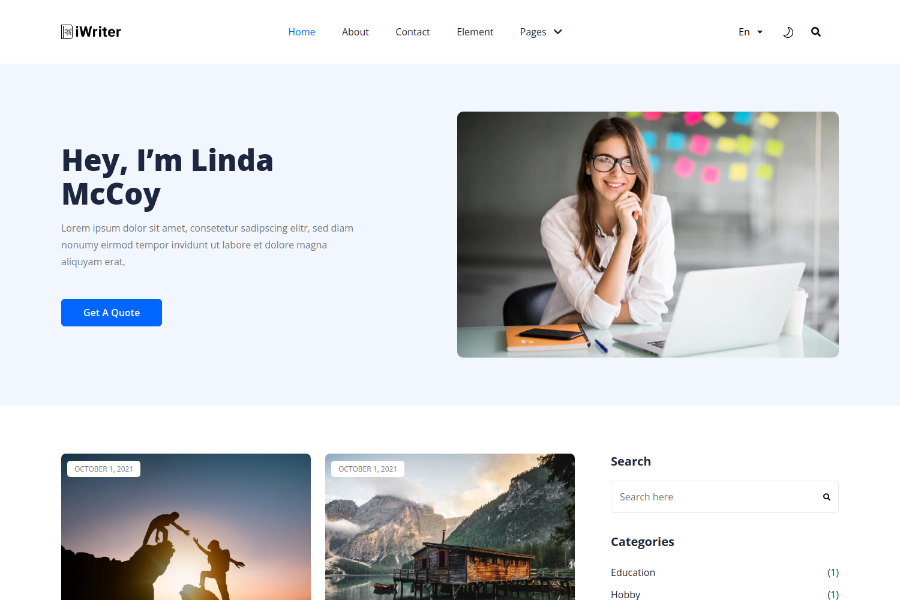 iWriter
Home About Contact Element Pages
En
Hey, I'm Linda
McCoy
Lorem ipsum dolor sit amet, consetetur sadipscing elitr, sed diam
nonumy eirmod tempor invidunt ut labore et dolore magna
aliquyam erat,
Get A Quote
OCTOBER 1, 2021
OCTOBER 1, 2021
Search
Search here
Categories
Education (1)
Hobby (1)